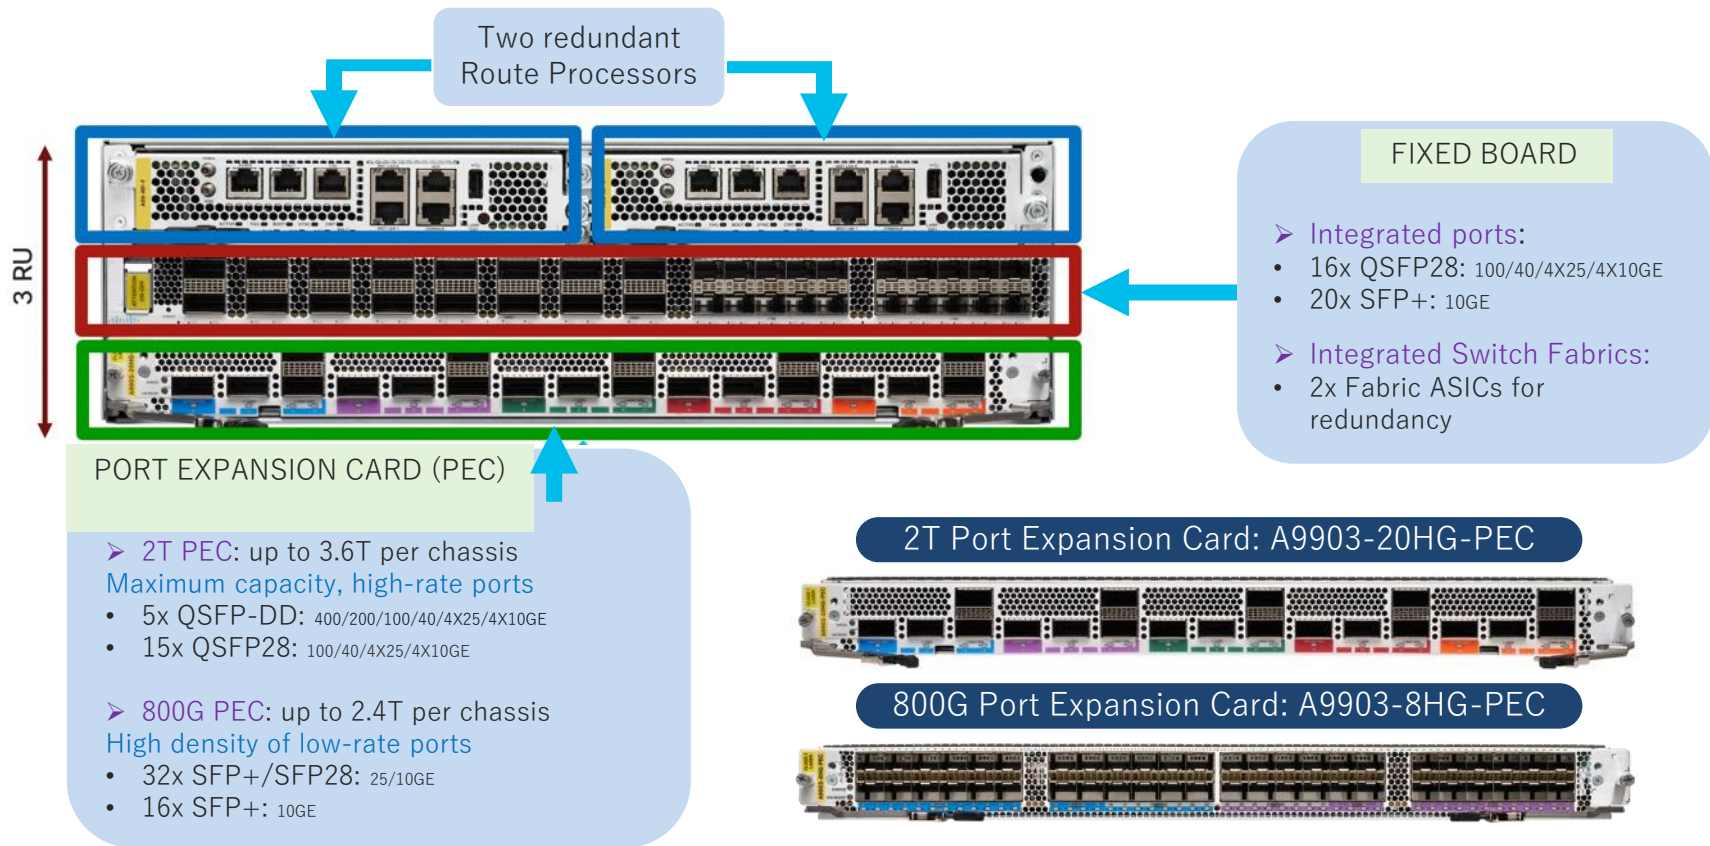 Two redundant
Route Processors
3 RU
FIXED BOARD
➢ Integrated ports:
• 16x QSFP28: 100/40/4X25/4X10GE
• 20x SFP+: 10GE
➢ Integrated Switch Fabrics:
• 2x Fabric ASICs for
redundancy
PORT EXPANSION CARD (PEC)
➢ 2T PEC: up to 3.6T per chassis
Maximum capacity, high-rate ports
• 5x QSFP-DD: 400/200/100/40/4X25/4X10GE
• 15x QSFP28: 100/40/4X25/4X10GE
➢ 800G PEC: up to 2.4T per chassis
High density of low-rate ports
• 32x SFP+/SFP28: 25/10GE
• 16x SFP+: 10GE
2T Port Expansion Card: A9903-20HG-PEC
800G Port Expansion Card: A9903-8HG-PEC